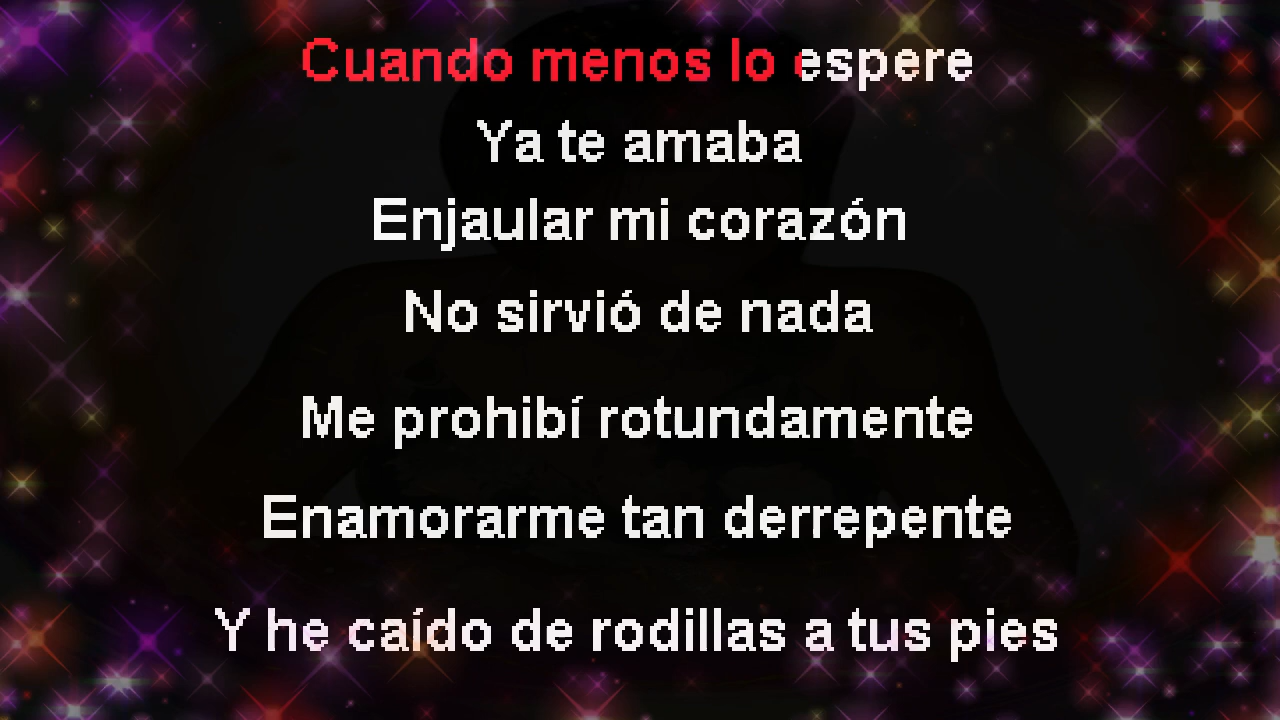 Cuando menos lo espere
Ya te amaba
Enjaular mi corazón
No sirvió de nada
Me prohibí rotundamente
Enamorarme tan derrepente
Y he caído de rodillas a tus pies